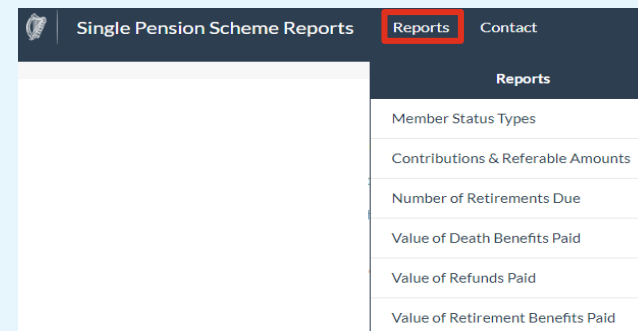 Single Pension Scheme Reports Reports Contact
Reports
Member Status Types
Contributions & Referable Amounts
Number of Retirements Due
Value of Death Benefits Paid
Value of Refunds Paid
Value of Retirement Benefits Paid